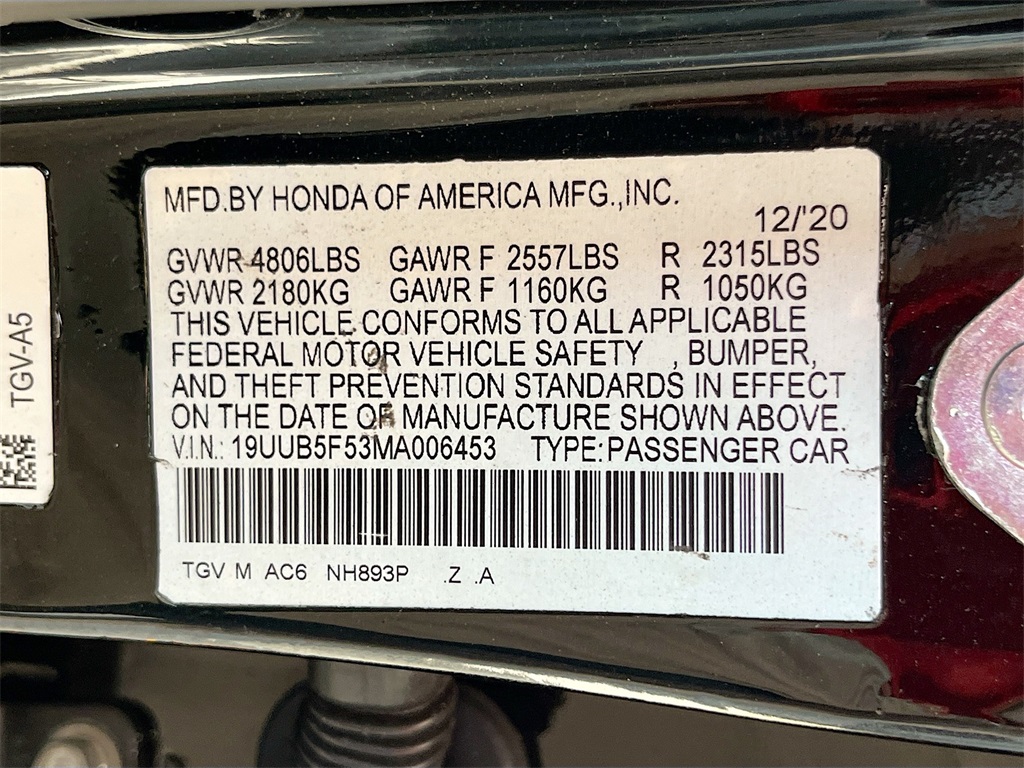 MFD.BY HONDA OF AMERICA MFG.,INC.
12/'20
GVWR 4806LBS GAWR F 2557LBS R 2315LBS
GVWR 2180KG GAWR F 1160KG R 1050KG
THIS VEHICLE CONFORMS TO ALL APPLICABLE
FEDERAL MOTOR VEHICLE SAFETY , BUMPER,
AND THEFT PREVENTION STANDARDS IN EFFECT
ON THE DATE OF MANUFACTURE SHOWN ABOVE.
V.I.N.: 19UUB5F53MA006453 TYPE:PASSENGER CAR
TGV M AC6 NH893P .Z .A
TGV-A5